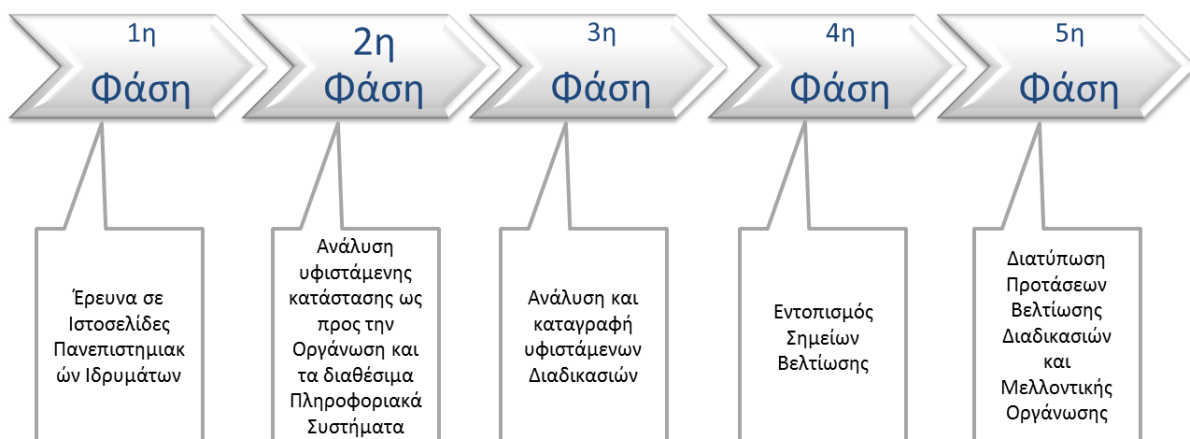 1η
Φάση
2η
Φάση
3η
Φάση
4η
Φάση
5η
Φάση
Έρευνα σε
Ιστοσελίδες
Πανεπιστημιακ
ών Ιδρυμάτων
Ανάλυση
υφιστάμενης
κατάστασης ως
προς την
Οργάνωση και
τα διαθέσιμα
Πληροφοριακά
Συστήματα
Ανάλυση και
καταγραφή
υφιστάμενων
Διαδικασιών
Εντοπισμός
Σημείων
Βελτίωσης
Διατύπωση
Προτάσεων
Βελτίωσης
Διαδικασιών
και
Μελλοντικής
Οργάνωσης